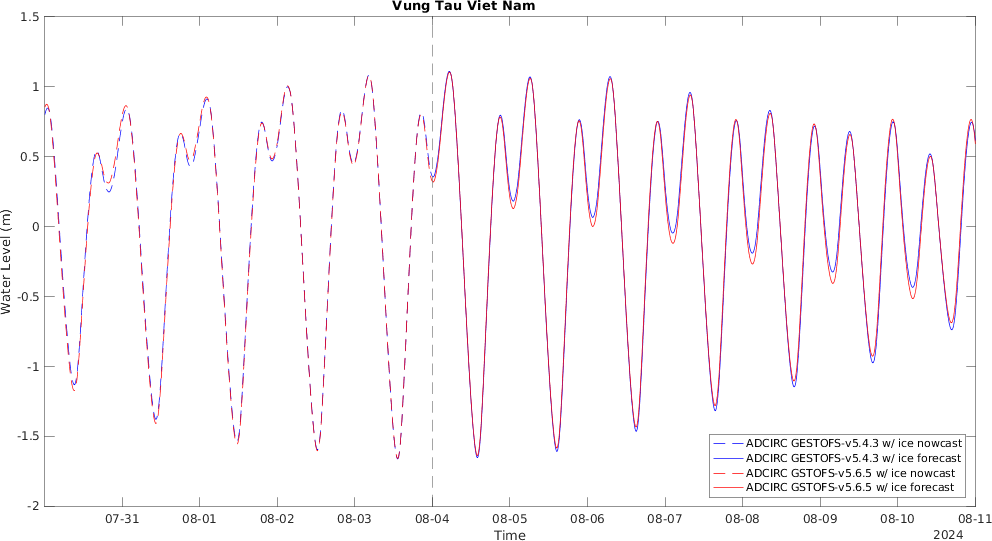 Vung Tau Viet Nam
1.5
1
0.5
0
-0.5
-1
-1.5
-2
Water Level (m)
ADCIRC GESTOFS-v5.4.3 w/ ice nowcast
ADCIRC GESTOFS-v5.4.3 w/ ice forecast
ADCIRC GSTOFS-v5.6.5 w/ ice nowcast
ADCIRC GSTOFS-v5.6.5 w/ ice forecast
07-31 08-01 08-02 08-03 08-04 08-05 08-06 08-07 08-08 08-09 08-10 08-11
Time
2024